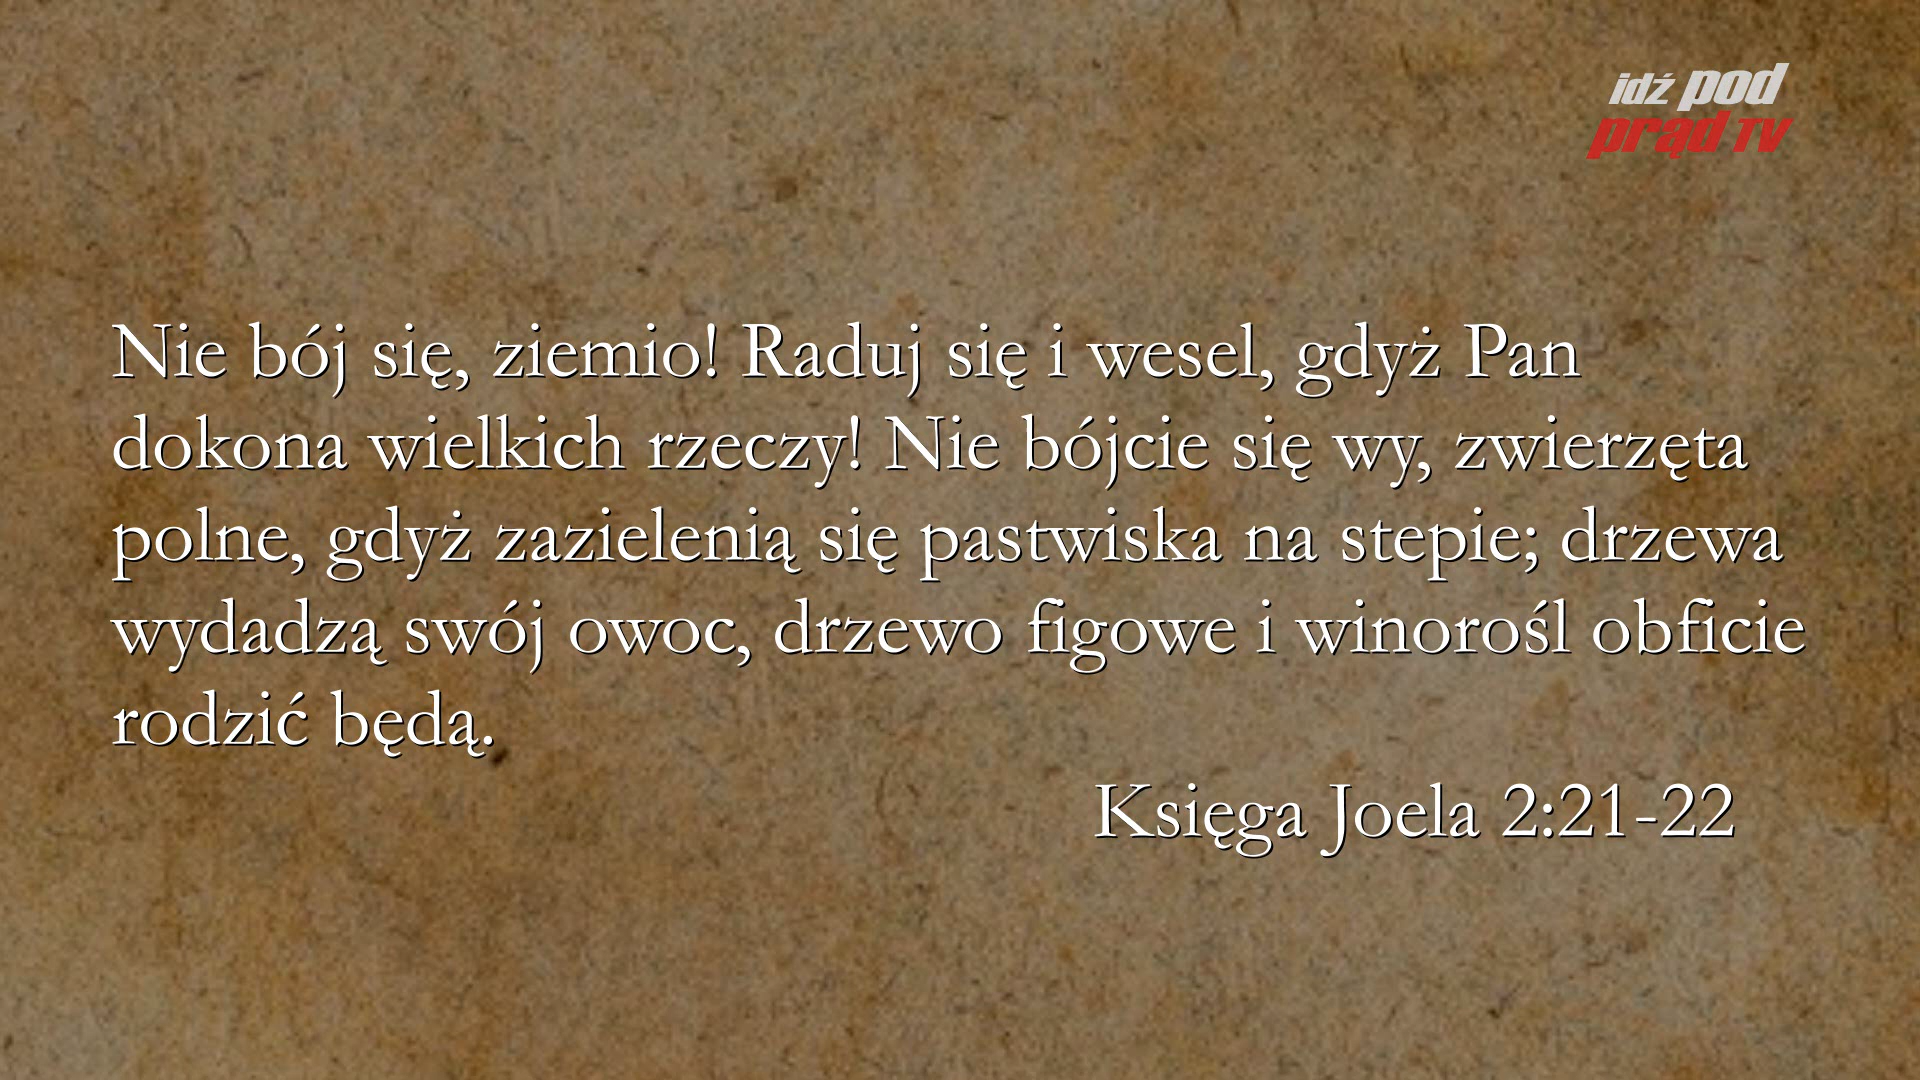 idź pod
prąd TV
Nie bój się, ziemio! Raduj się i wesel, gdyż Pan
dokona wielkich rzeczy! Nie bójcie się wy, zwierzęta
polne, gdyż zazielenią się pastwiska na stepie; drzewa
wydadzą swój owoc, drzewo figowe i winorośl obficie
rodzić będą.
Księga Joela 2:21-22